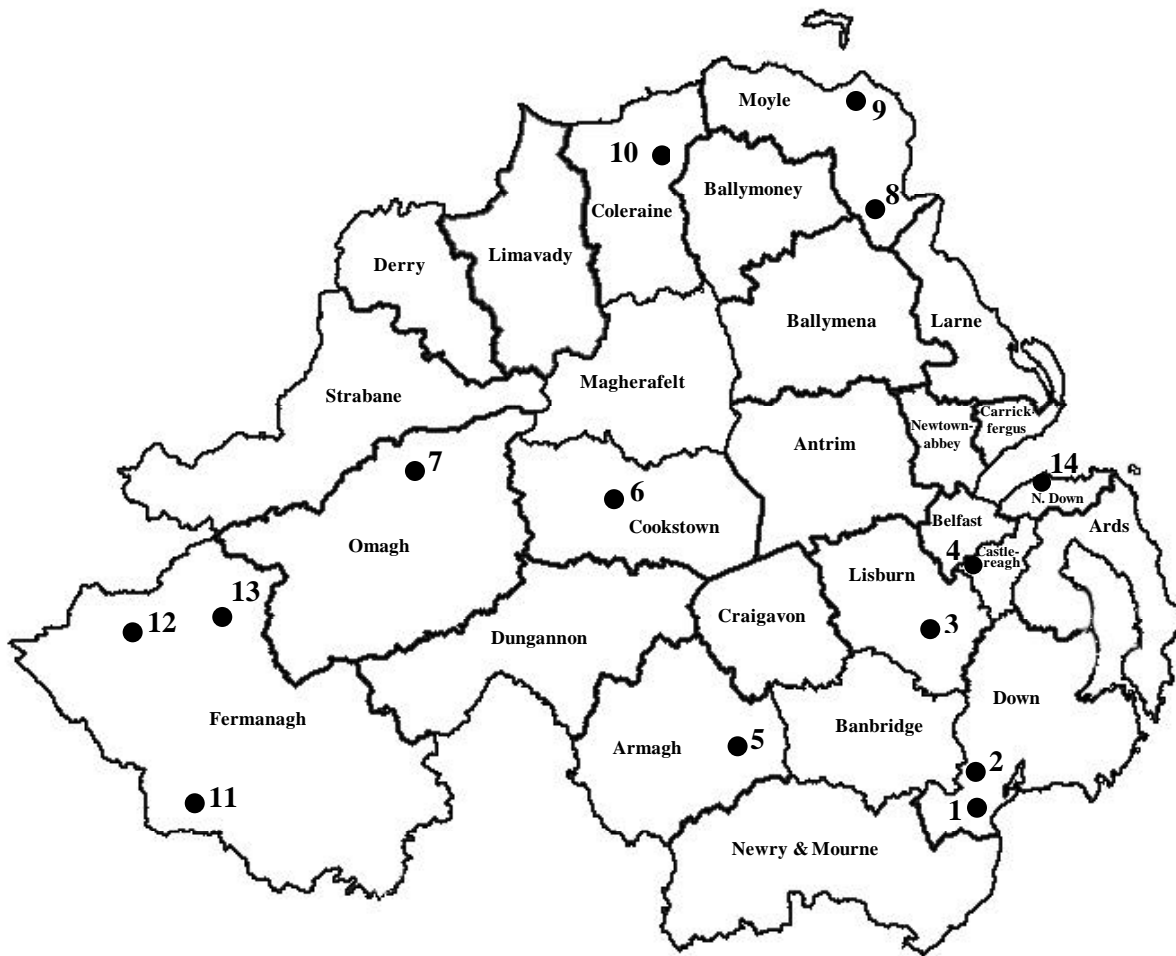 Moyle
9
10
Ballymoney
8
Coleraine
Limavady
Derry
Ballymena
Larne
Magherafelt
Strabane
Carrick-
fergus
Newtown-
abbey
Antrim
7
14
6
N. Down
Cookstown
Belfast
Ards
Omagh
4
Castle-
reagh
Lisburn
13
12
Craigavon
3
Dungannon
Down
Fermanagh
Banbridge
Armagh
5
2
11
1
Newry & Mourne